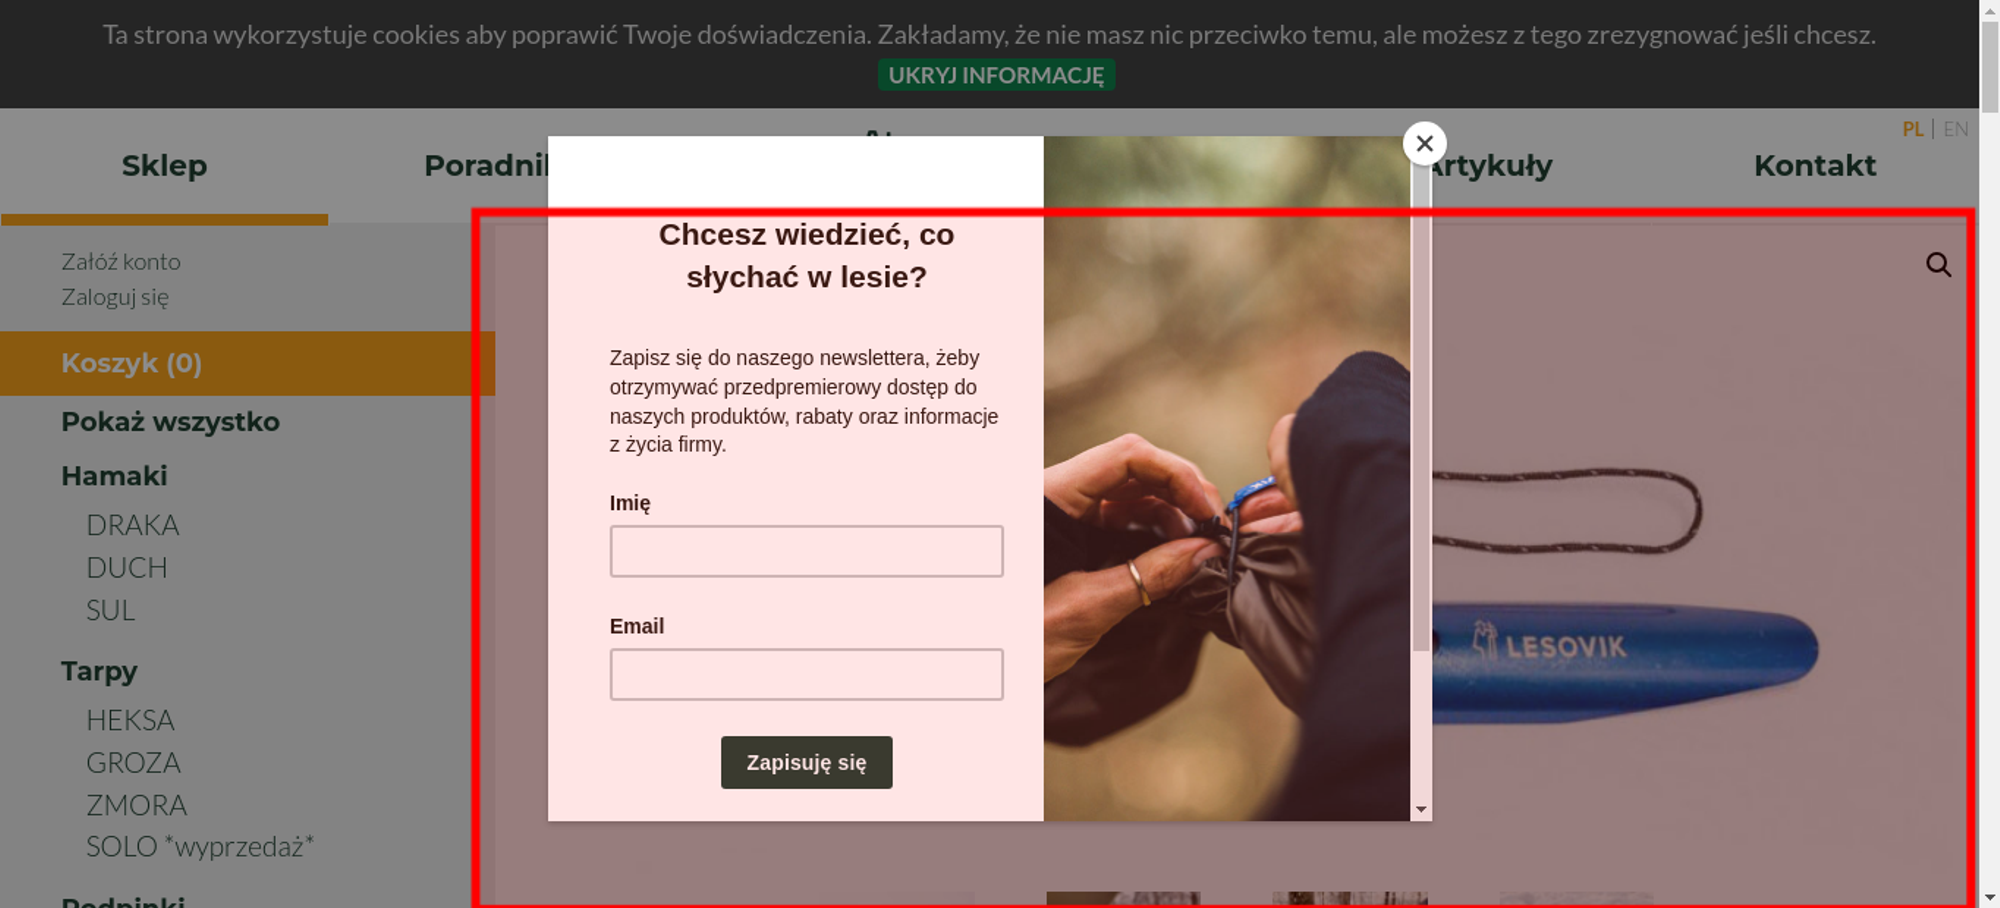 Ta strona wykorzystuje cookies aby poprawić Twoje doświadczenia. Zakładamy, że nie masz nic przeciwko temu, ale możesz z tego zrezygnować jeśli chcesz.
UKRYJ INFORMACJĘ
PL | EN
Sklep
Artykuły
Kontakt
Załóź konto
Zaloguj się
Koszyk (0)
Pokaż wszystko
Hamaki
DRAKA
DUCH
SUL
Tarpy
HEKSA
GROZA
ZMORA
SOLO *wyprzedaż*
Podpinki
Chcesz wiedzieć, co
słychać w lesie?
Zapisz się do naszego newslettera, żeby
otrzymywać przedpremierowy dostęp do
naszych produktów, rabaty oraz informacje
z życia firmy.
Imię
Email
Zapisuję się
LESOVIK